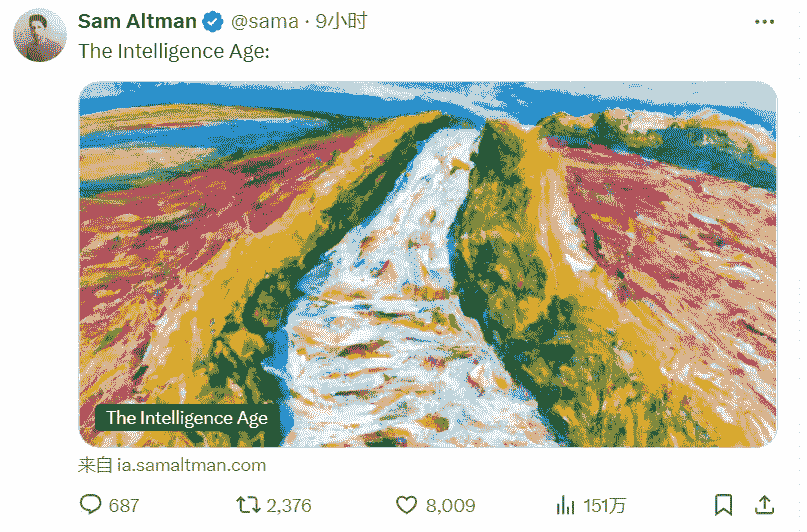 Sam Altman @sama · 9小时
The Intelligence Age:
The Intelligence Age
来自 ia.samaltman.com
687 2,376 8,009 151万